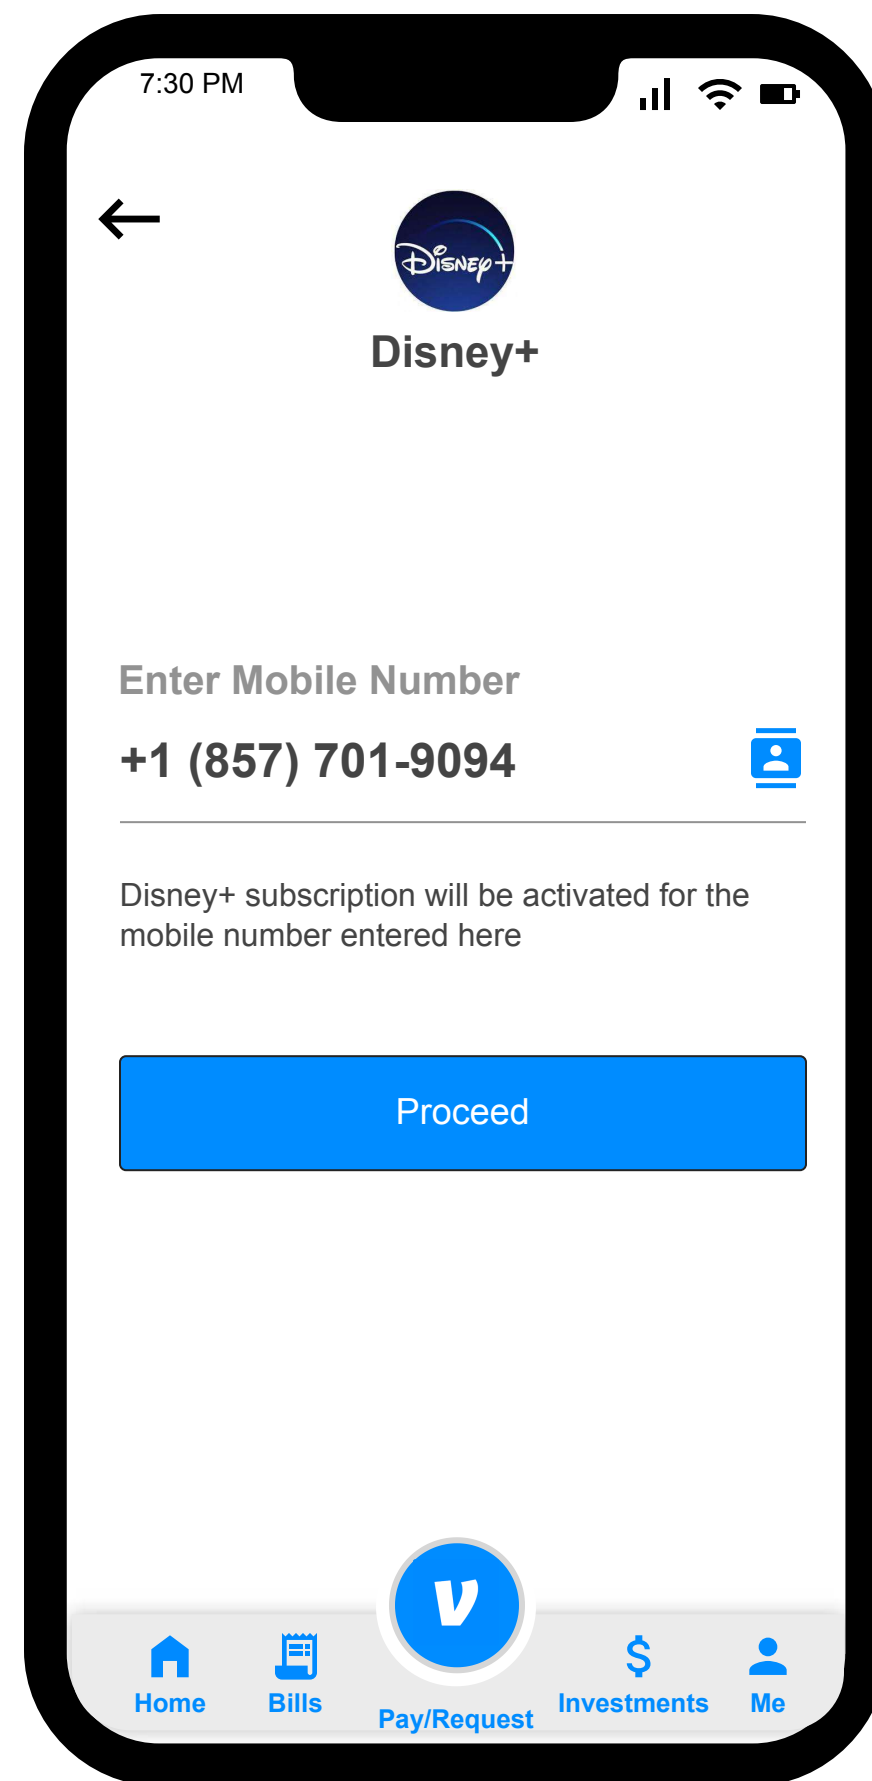 7:30 PM
Disney+
Disney+
Enter Mobile Number
+1 (857) 701-9094
Disney+ subscription will be activated for the
mobile number entered here
Proceed
V
Home
Bills
Pay/Request
$
Investments
Me